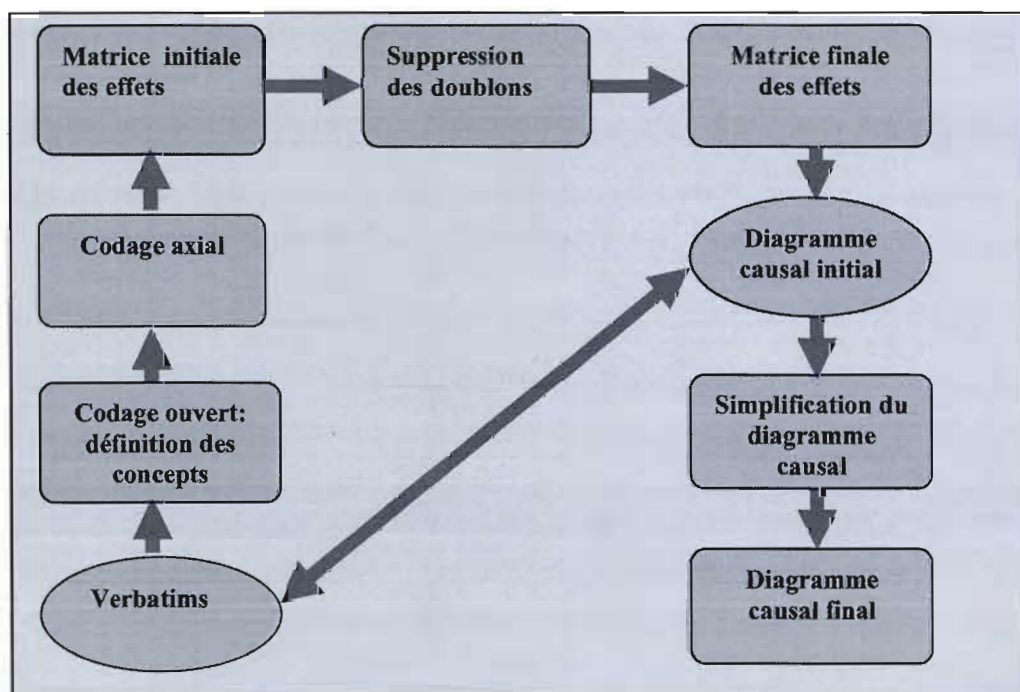 Matrice initiale
des effets
Suppression
des doublons
Matrice finale
des effets
Codage axial
Diagramme
causal initial
Codage ouvert:
définition des
concepts
Simplification du
diagramme
causal
Verbatims
Diagramme
causal final